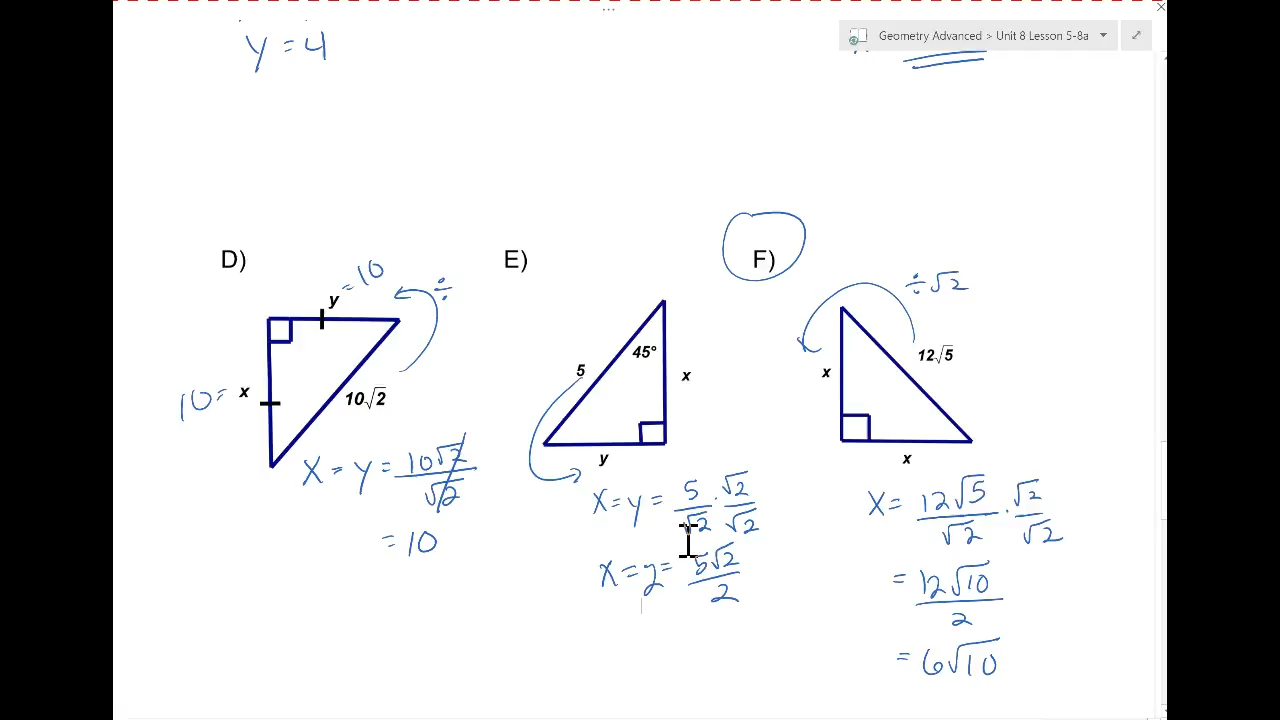 y = 4
Geometry Advanced > Unit 8 Lesson 5-8a
D)
y = 10
÷
10 = x
10√2
x = y = 10√2/√2
= 10
E)
45°
5
x
y
x = y = 5/√2 · √2/√2
x = y = 5√2/2
F)
÷ √2
12√5
x
x
x = 12√5/√2 · √2/√2
= 12√10/2
= 6√10